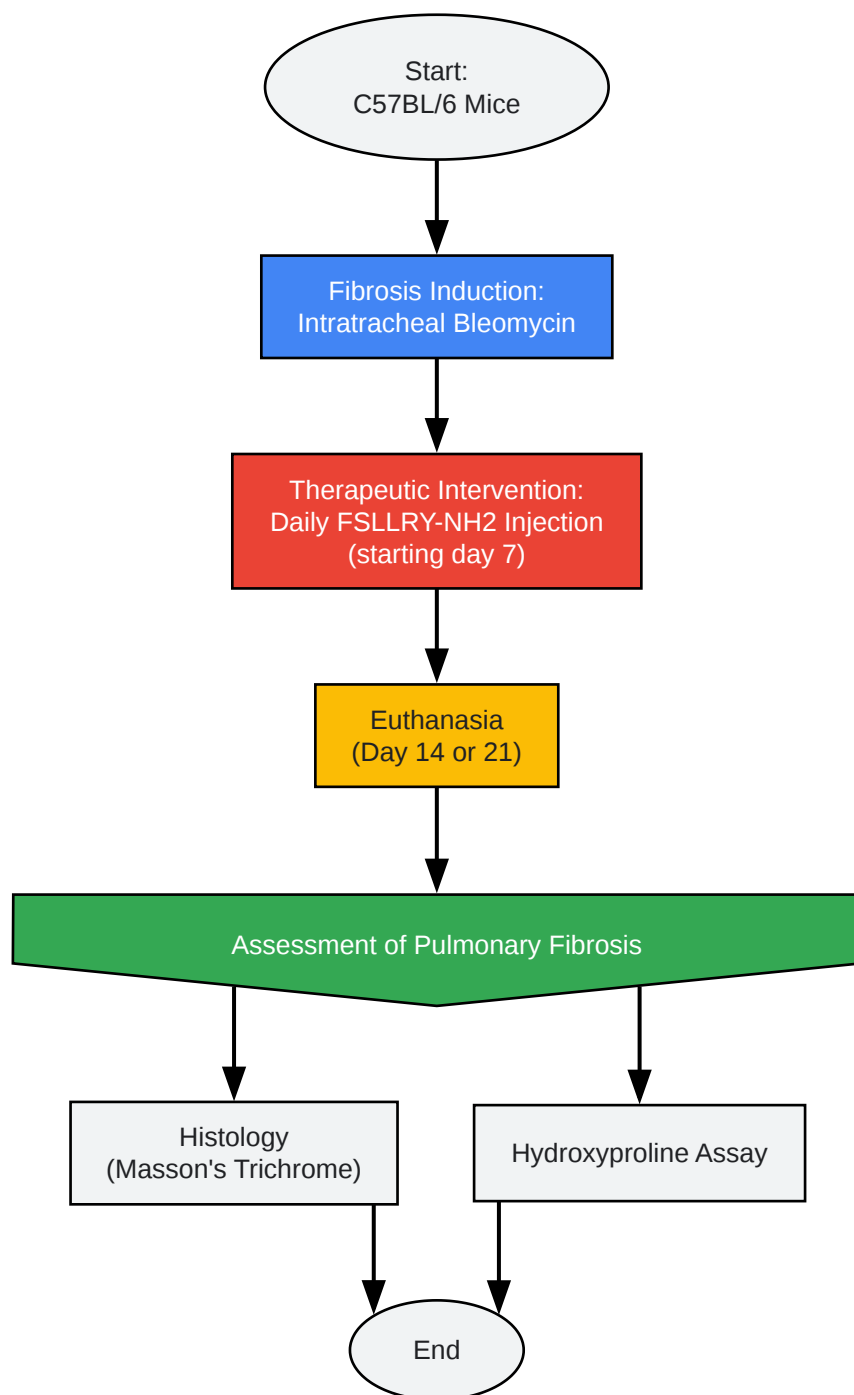 Start:
C57BL/6 Mice
Fibrosis Induction:
Intratracheal Bleomycin
Therapeutic Intervention:
Daily FSLLRY-NH2 Injection
(starting day 7)
Euthanasia
(Day 14 or 21)
Assessment of Pulmonary Fibrosis
Histology
(Masson's Trichrome)
Hydroxyproline Assay
End